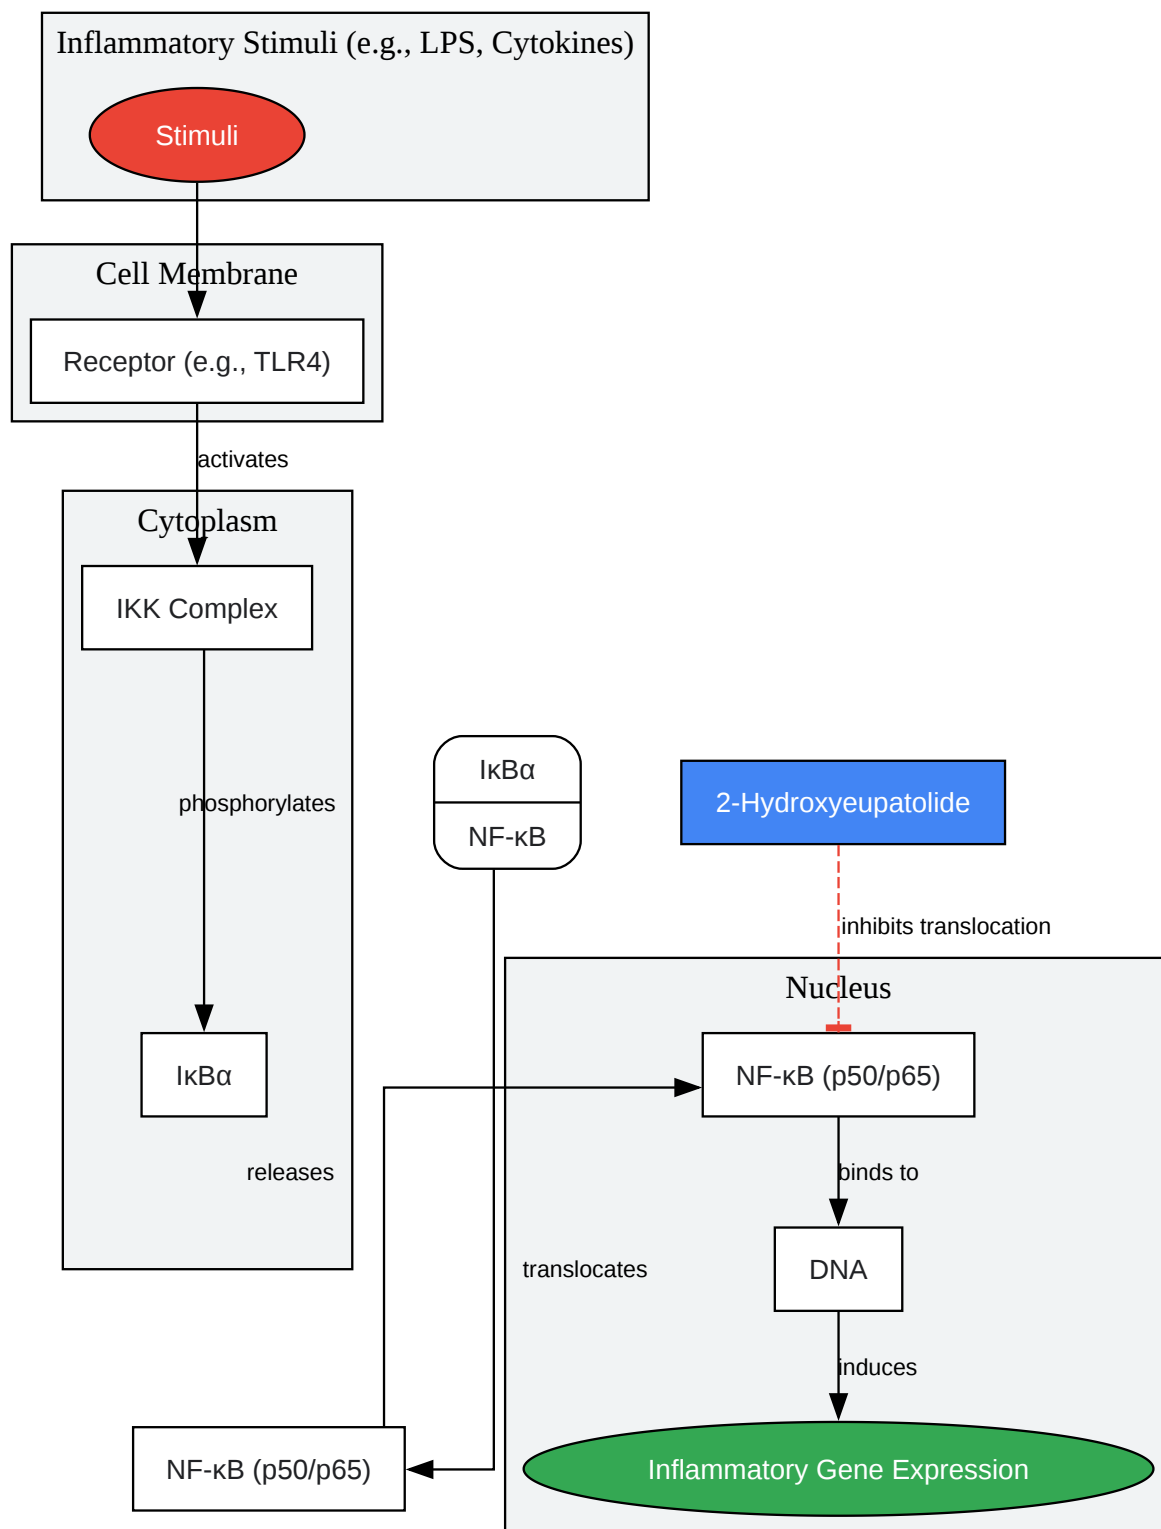 Inflammatory Stimuli (e.g., LPS, Cytokines)
Stimuli
Cell Membrane
Receptor (e.g., TLR4)
activates
Cytoplasm
IKK Complex
phosphorylates
IκBα
NF-κB
2-Hydroxyeupatolide
inhibits translocation
Nucleus
IκBα
NF-κB (p50/p65)
releases
binds to
translocates
DNA
induces
NF-κB (p50/p65)
Inflammatory Gene Expression